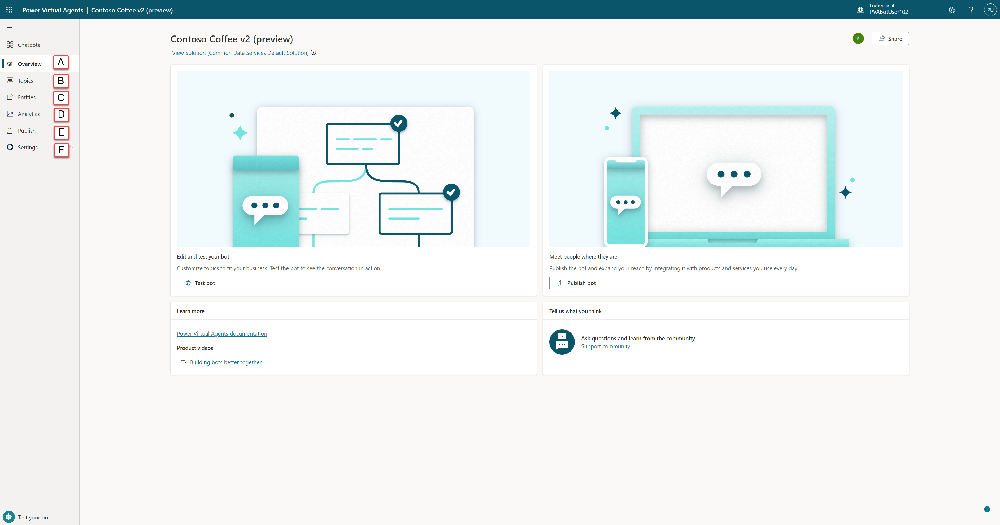 Power Virtual Agents | Contoso Coffee v2 (preview)
Environment
PVABotUser102
?
PU
Chatbots
Overview A
Topics B
Entities C
Analytics D
Publish E
Settings F
Contoso Coffee v2 (preview)
P
Share
View Solution (Common Data Services Default Solution)
Edit and test your bot
Customize topics to fit your business. Test the bot to see the conversation in action.
Test bot
Meet people where they are
Publish the bot and expand your reach by integrating it with products and services you use every day.
Publish bot
Learn more
Power Virtual Agents documentation
Product videos
Building bots better together
Tell us what you think
Ask questions and learn from the community
Support community
Test your bot